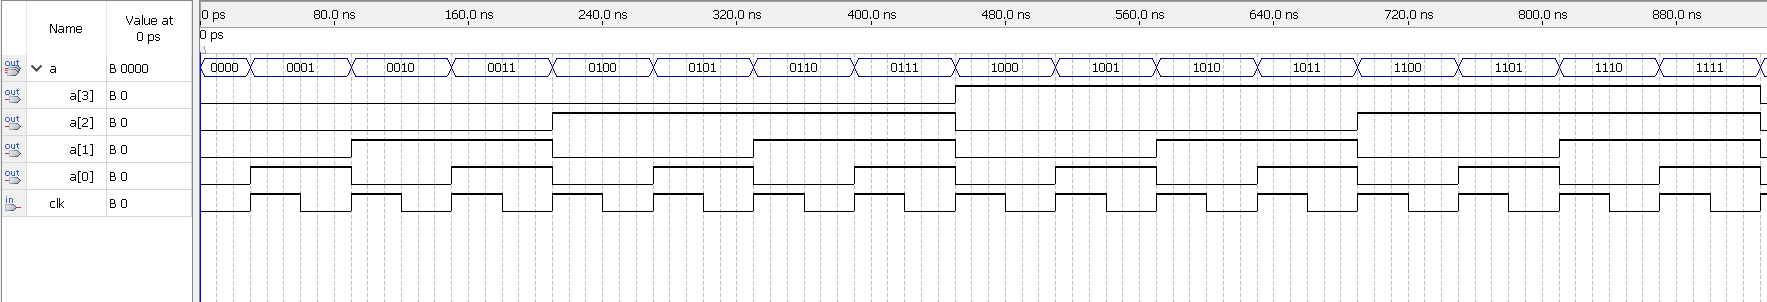 Name Value at 0 ps
0 ps 80.0 ns 160.0 ns 240.0 ns 320.0 ns 400.0 ns 480.0 ns 560.0 ns 640.0 ns 720.0 ns 800.0 ns 880.0 ns
0 ps
out a B 0000 0000 0001 0010 0011 0100 0101 0110 0111 1000 1001 1010 1011 1100 1101 1110 1111
out a[3] B 0
out a[2] B 0
out a[1] B 0
out a[0] B 0
in clk B 0